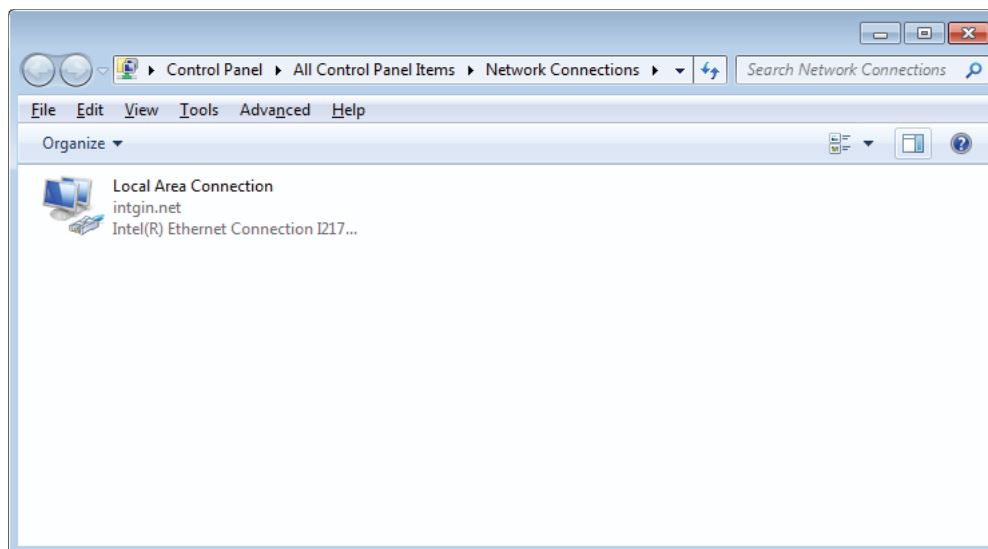 Control Panel All Control Panel Items Network Connections Search Network Connections
File Edit View Tools Advanced Help
Organize
Local Area Connection
intgin.net
Intel(R) Ethernet Connection I217...